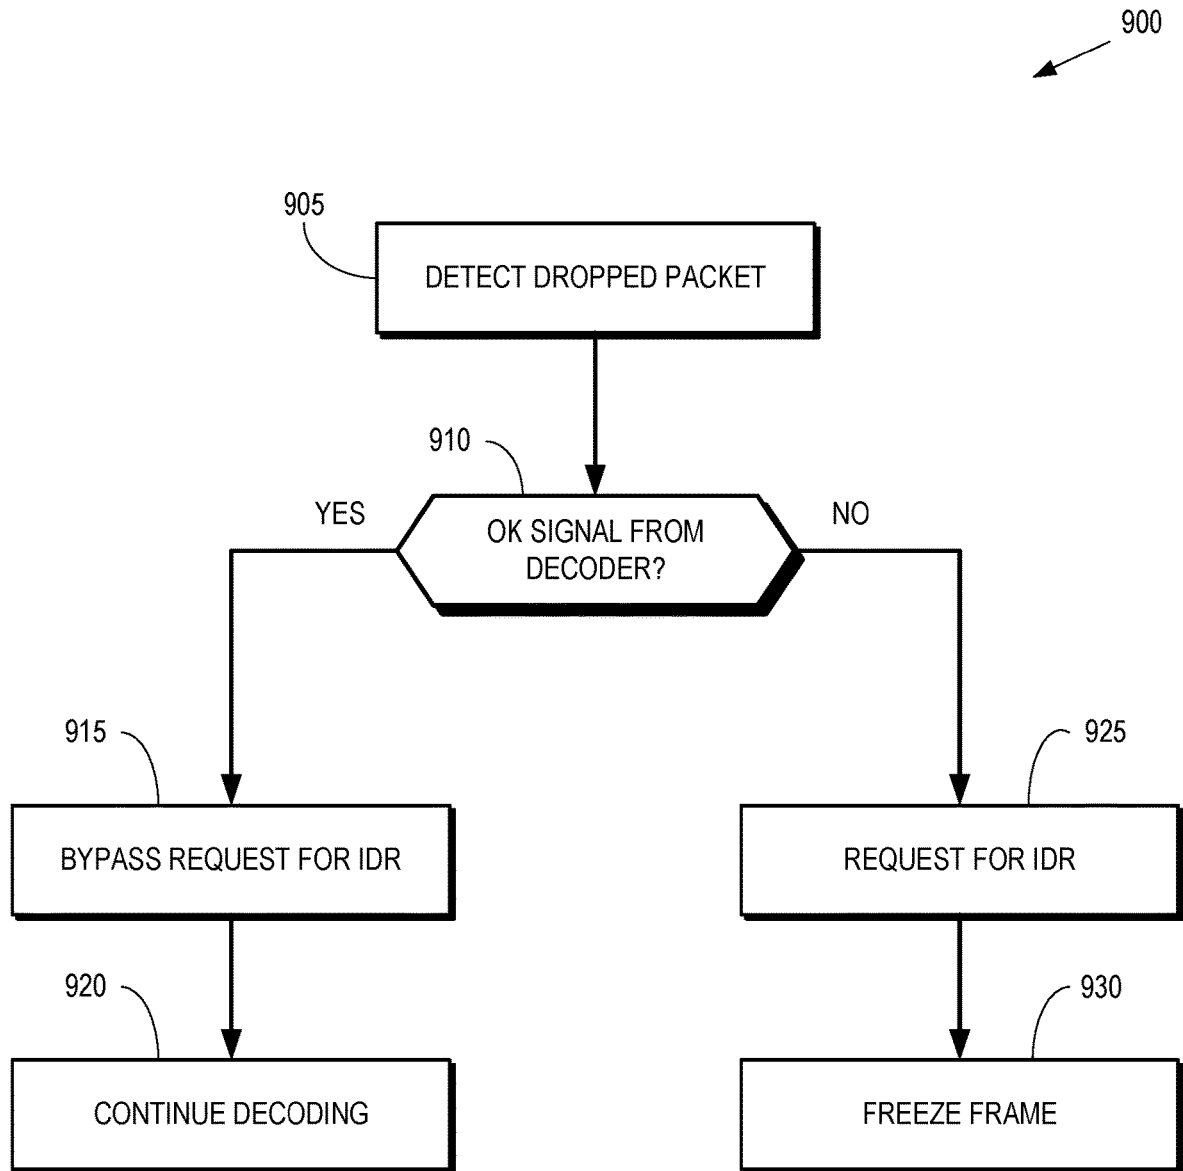 900
905
DETECT DROPPED PACKET
910
YES
OK SIGNAL FROM
DECODER?
NO
915
925
BYPASS REQUEST FOR IDR
REQUEST FOR IDR
920
930
CONTINUE DECODING
FREEZE FRAME